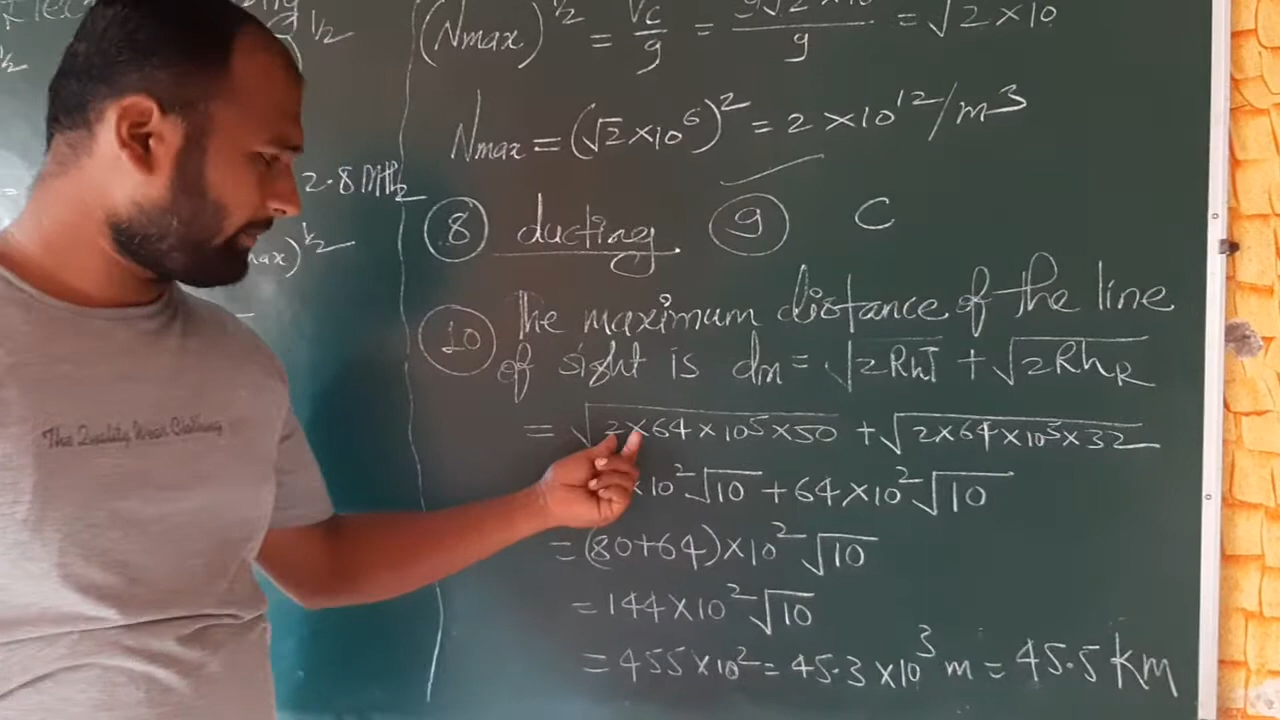 1/2
(Nmax)^1/2 = Vc/g = 9√2×10/9 = √2×10
Nmax = (√2×10^6)^2 = 2×10^12/m^3
2.8 MHz
max)^1/2
8 ducting 9 C
10 The maximum distance of the line
of sight is dm = √2RhT + √2RhR
= √2×64×10^5×50 + √2×64×10^5×32
×10^2√10 + 64×10^2√10
= (80+64)×10^2√10
= 144×10^2√10
= 455×10^2 = 45.3×10^3 m = 45.5 km
The Quality Wear Clothing